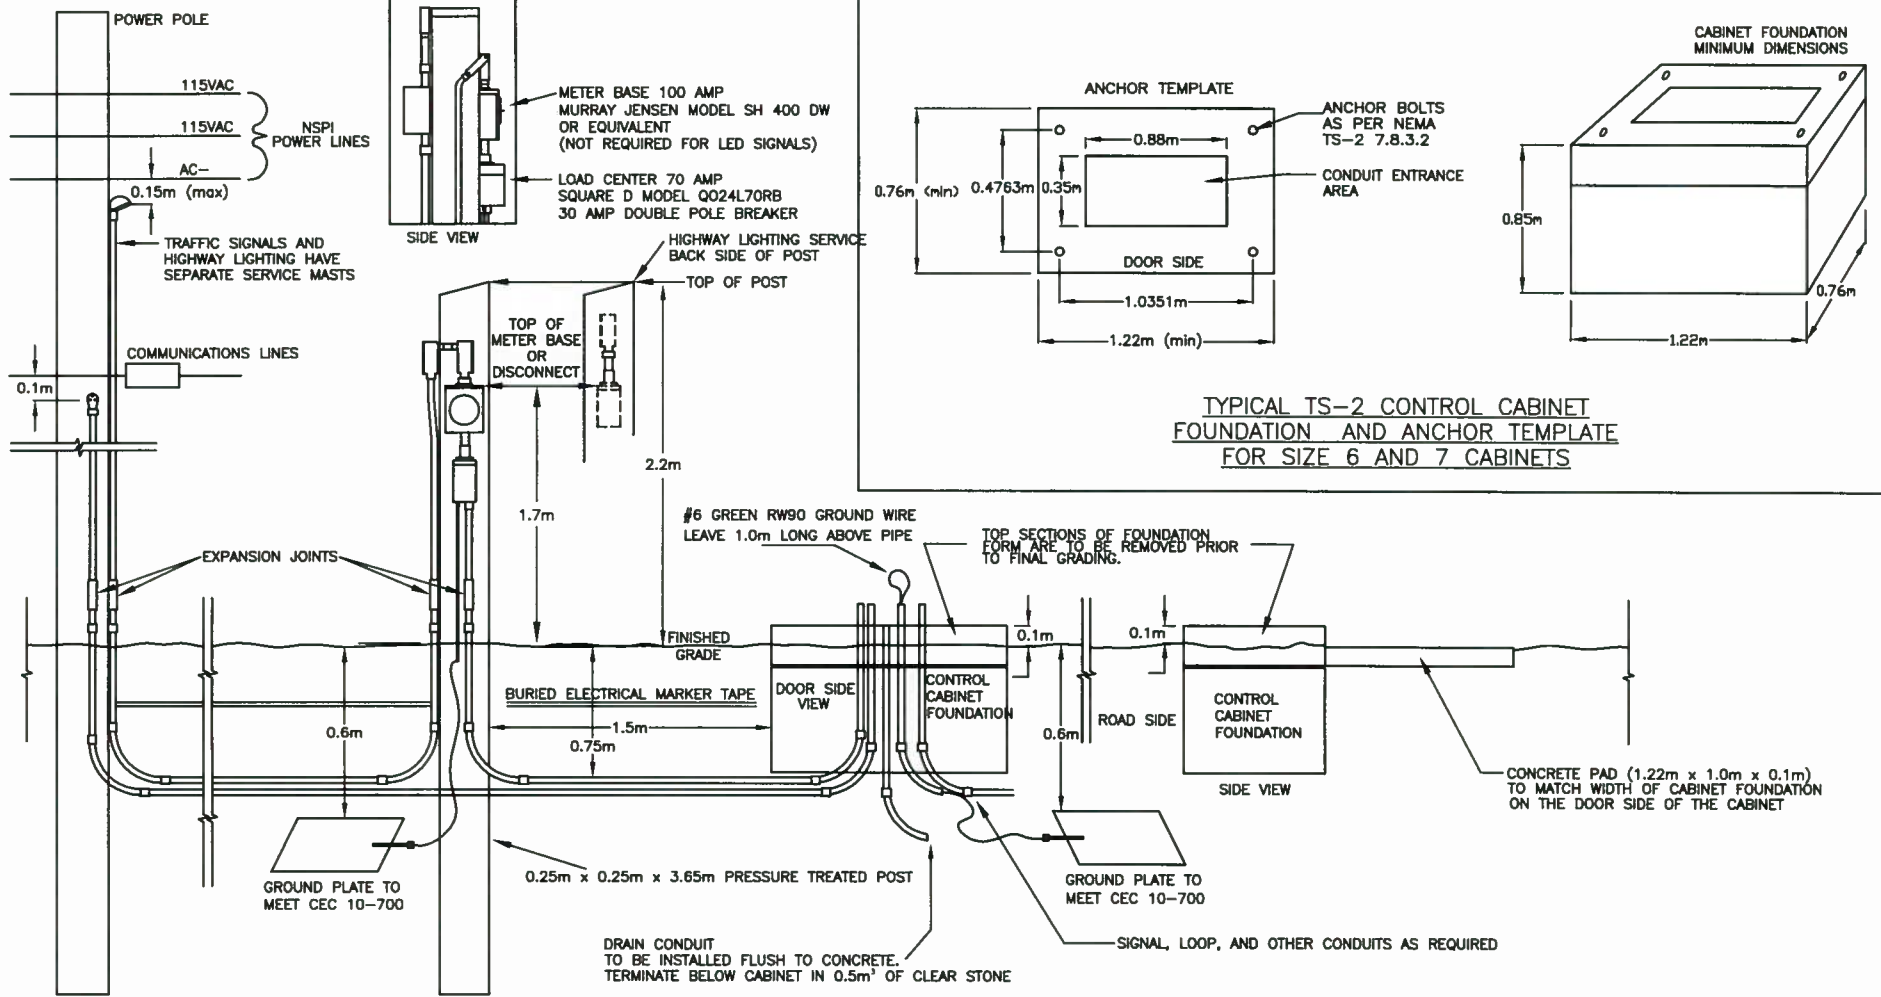 POWER POLE
115VAC
115VAC
NSPI
POWER LINES
AC-
0.15m (max)
TRAFFIC SIGNALS AND
HIGHWAY LIGHTING HAVE
SEPARATE SERVICE MASTS
COMMUNICATIONS LINES
0.1m
METER BASE 100 AMP
MURRAY JENSEN MODEL SH 400 DW
OR EQUIVALENT
(NOT REQUIRED FOR LED SIGNALS)
LOAD CENTER 70 AMP
SQUARE D MODEL QO24L70RB
30 AMP DOUBLE POLE BREAKER
SIDE VIEW
HIGHWAY LIGHTING SERVICE
BACK SIDE OF POST
TOP OF POST
TOP OF
METER BASE
OR
DISCONNECT
2.2m
1.7m
ANCHOR TEMPLATE
ANCHOR BOLTS
AS PER NEMA
TS-2 7.8.3.2
0.88m
0.76m (min)
0.4763m
0.35m
CONDUIT ENTRANCE
AREA
DOOR SIDE
1.0351m
1.22m (min)
CABINET FOUNDATION
MINIMUM DIMENSIONS
0.85m
0.76m
1.22m
TYPICAL TS-2 CONTROL CABINET
FOUNDATION AND ANCHOR TEMPLATE
FOR SIZE 6 AND 7 CABINETS
#6 GREEN RW90 GROUND WIRE
LEAVE 1.0m LONG ABOVE PIPE
TOP SECTIONS OF FOUNDATION
FORM ARE TO BE REMOVED PRIOR
TO FINAL GRADING.
EXPANSION JOINTS
FINISHED
GRADE
0.1m
0.1m
BURIED ELECTRICAL MARKER TAPE
DOOR SIDE
VIEW
CONTROL
CABINET
FOUNDATION
ROAD SIDE
CONTROL
CABINET
FOUNDATION
0.6m
1.5m
0.75m
0.6m
SIDE VIEW
CONCRETE PAD (1.22m x 1.0m x 0.1m)
TO MATCH WIDTH OF CABINET FOUNDATION
ON THE DOOR SIDE OF THE CABINET
GROUND PLATE TO
MEET CEC 10-700
0.25m x 0.25m x 3.65m PRESSURE TREATED POST
GROUND PLATE TO
MEET CEC 10-700
DRAIN CONDUIT
TO BE INSTALLED FLUSH TO CONCRETE.
TERMINATE BELOW CABINET IN 0.5m³ OF CLEAR STONE
SIGNAL, LOOP, AND OTHER CONDUITS AS REQUIRED